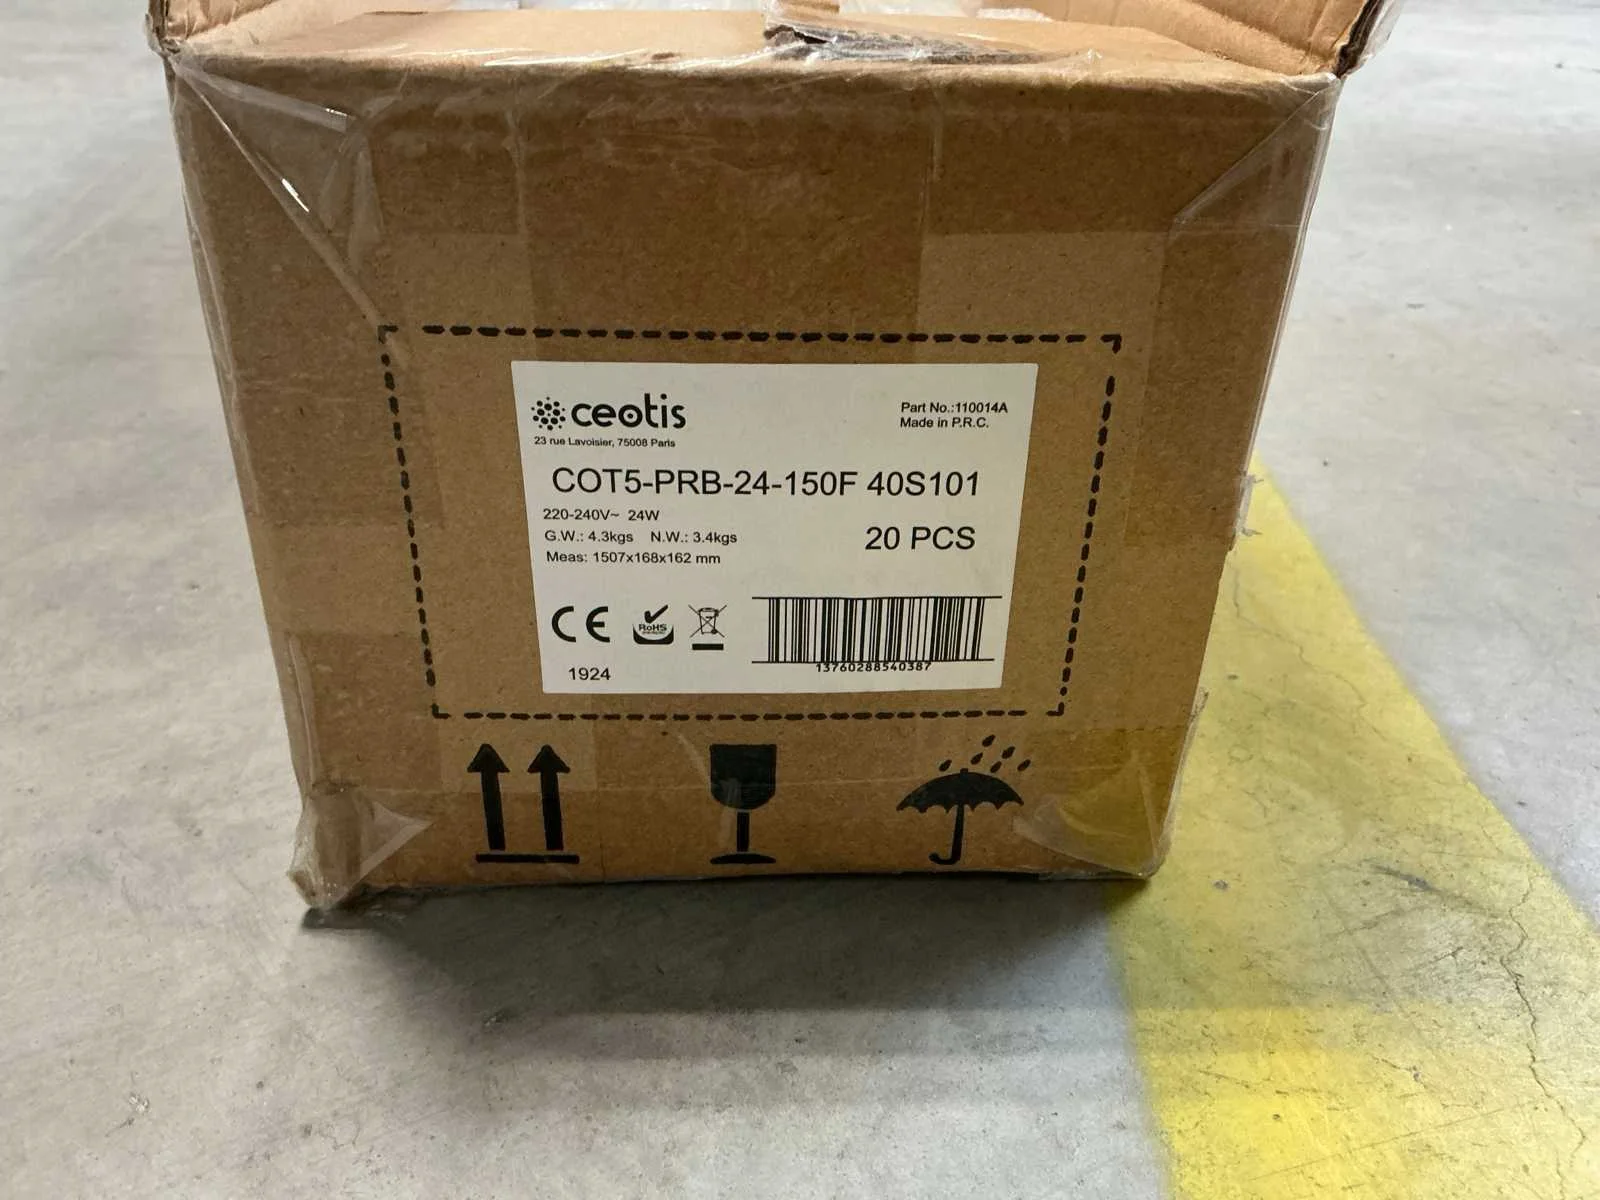 ceotis
23 rue Lavoisier, 75008 Paris
Part No.:110014A
Made in P.R.C.
COT5-PRB-24-150F 40S101
220-240V~ 24W
G.W.: 4.3kgs N.W.: 3.4kgs
20 PCS
Meas: 1507x168x162 mm
CE
RoHS
13760288540387
1924